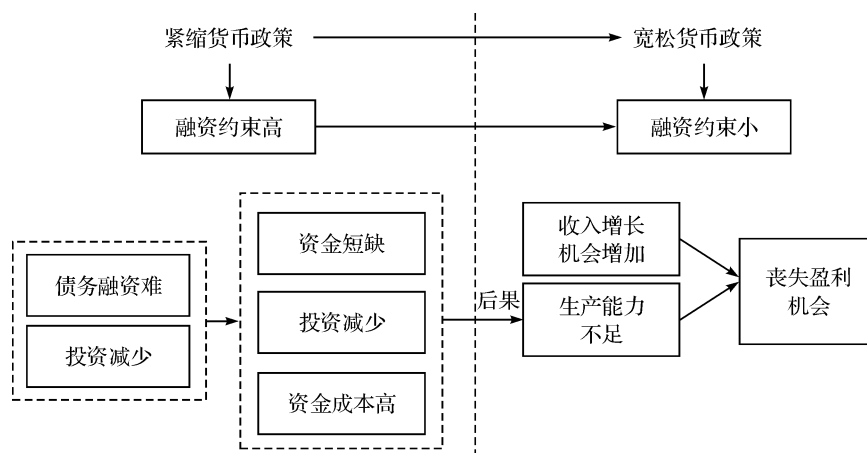 紧缩货币政策
宽松货币政策
融资约束高
融资约束小
债务融资难
投资减少
资金短缺
投资减少
资金成本高
后果
收入增长
机会增加
生产能力
不足
丧失盈利
机会